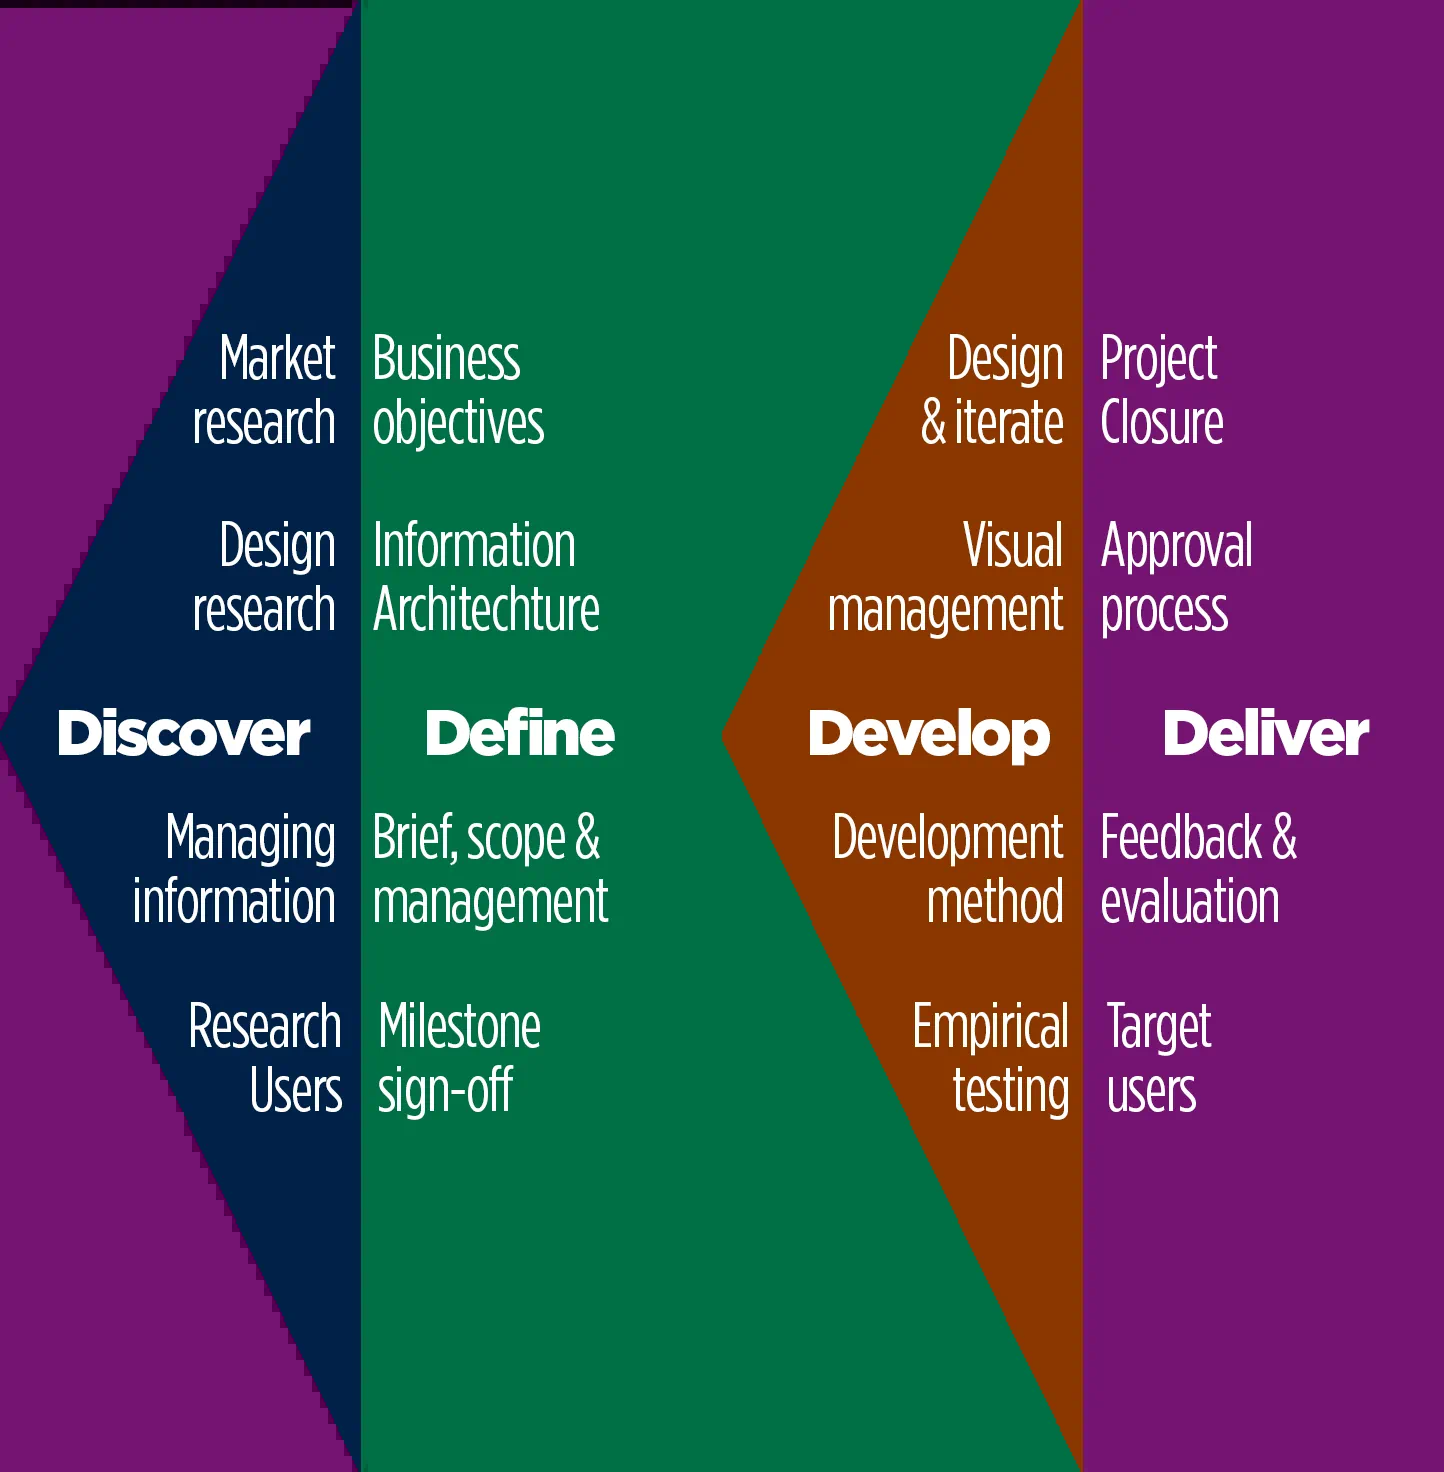 Market
research
Design
research
Discover
Managing
information
Research
Users
Business
objectives
Information
Architechture
Define
Brief, scope &
management
Milestone
sign-off
Design
& iterate
Visual
management
Develop
Development
method
Empirical
testing
Project
Closure
Approval
process
Deliver
Feedback &
evaluation
Target
users